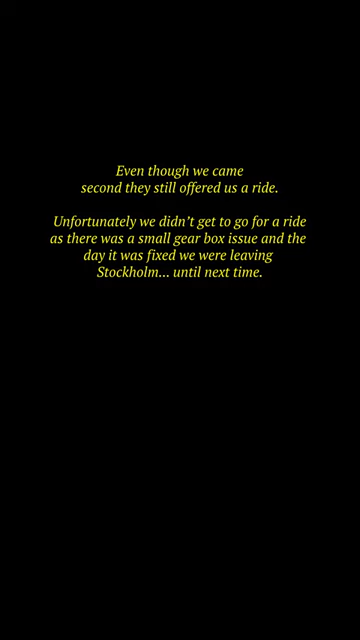 Even though we came
second they still offered us a ride.
Unfortunately we didn’t get to go for a ride
as there was a small gear box issue and the
day it was fixed we were leaving
Stockholm... until next time.